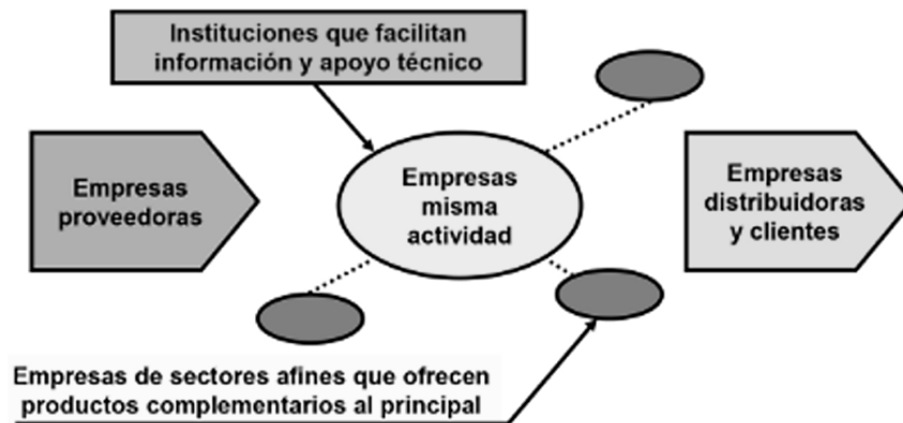 Instituciones que facilitan
información y apoyo técnico
Empresas
proveedoras
Empresas
misma
actividad
Empresas
distribuidoras
y clientes
Empresas de sectores afines que ofrecen
productos complementarios al principal